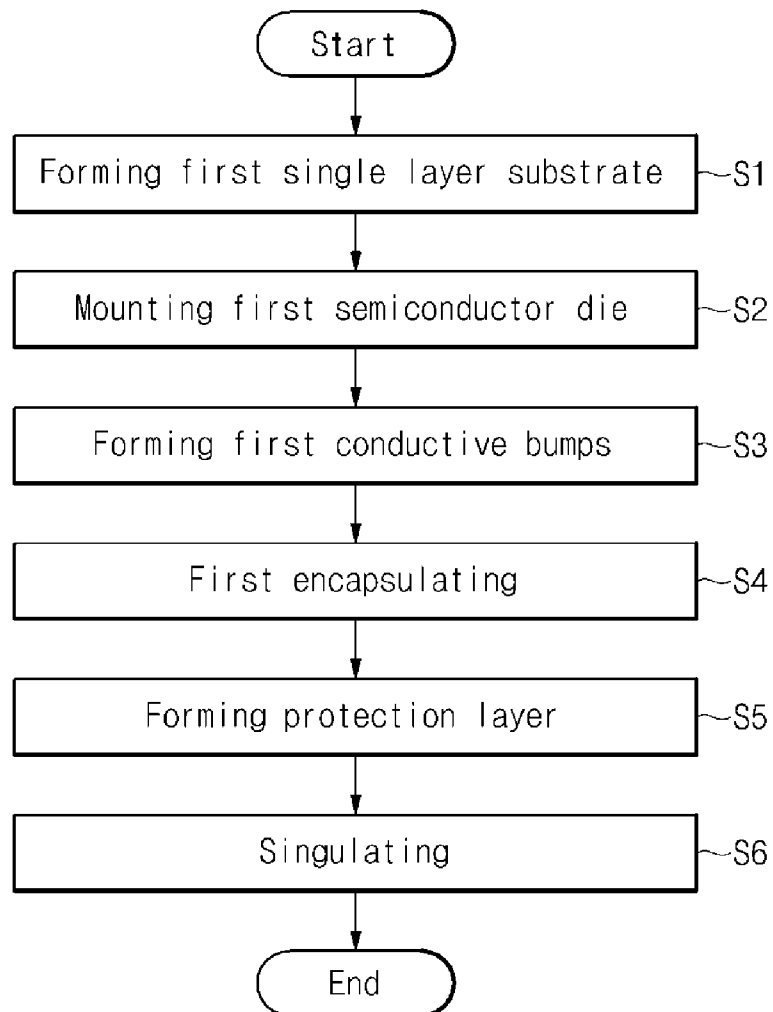 Start
Forming first single layer substrate
S1
Mounting first semiconductor die
S2
Forming first conductive bumps
S3
First encapsulating
S4
Forming protection layer
S5
Singulating
S6
End